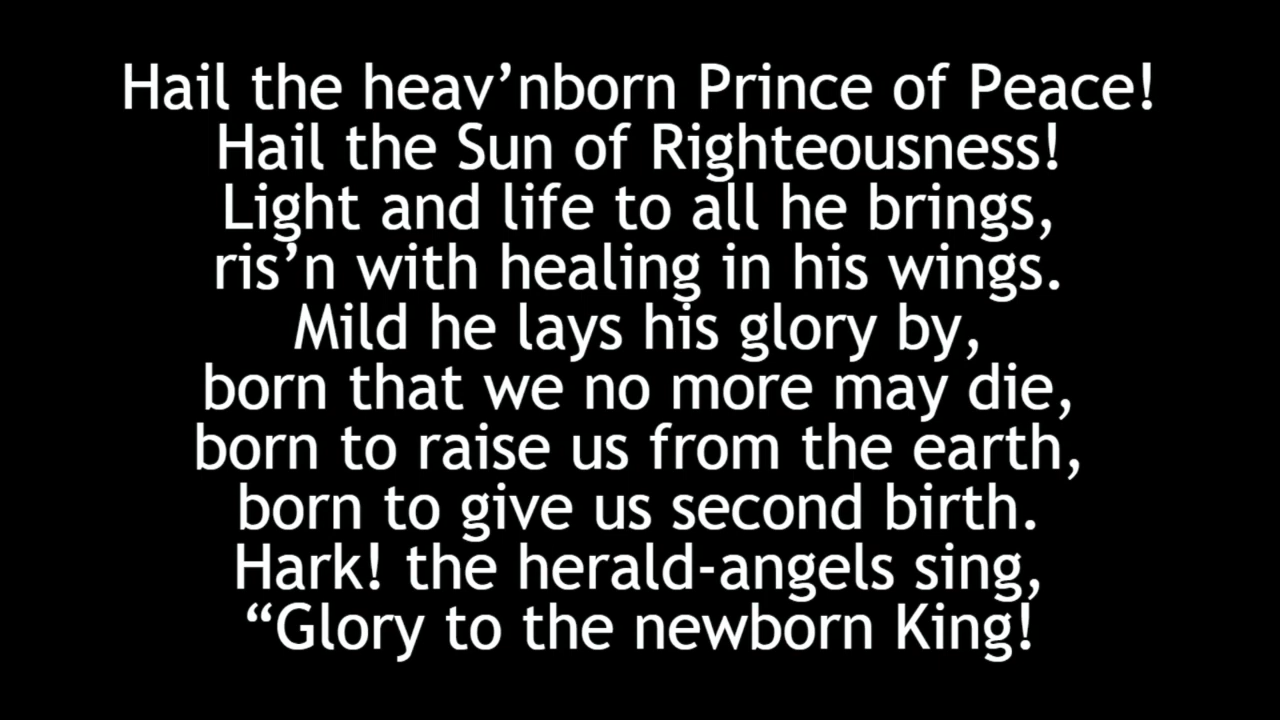 Hail the heav’nborn Prince of Peace!
Hail the Sun of Righteousness!
Light and life to all he brings,
ris’n with healing in his wings.
Mild he lays his glory by,
born that we no more may die,
born to raise us from the earth,
born to give us second birth.
Hark! the herald-angels sing,
“Glory to the newborn King!